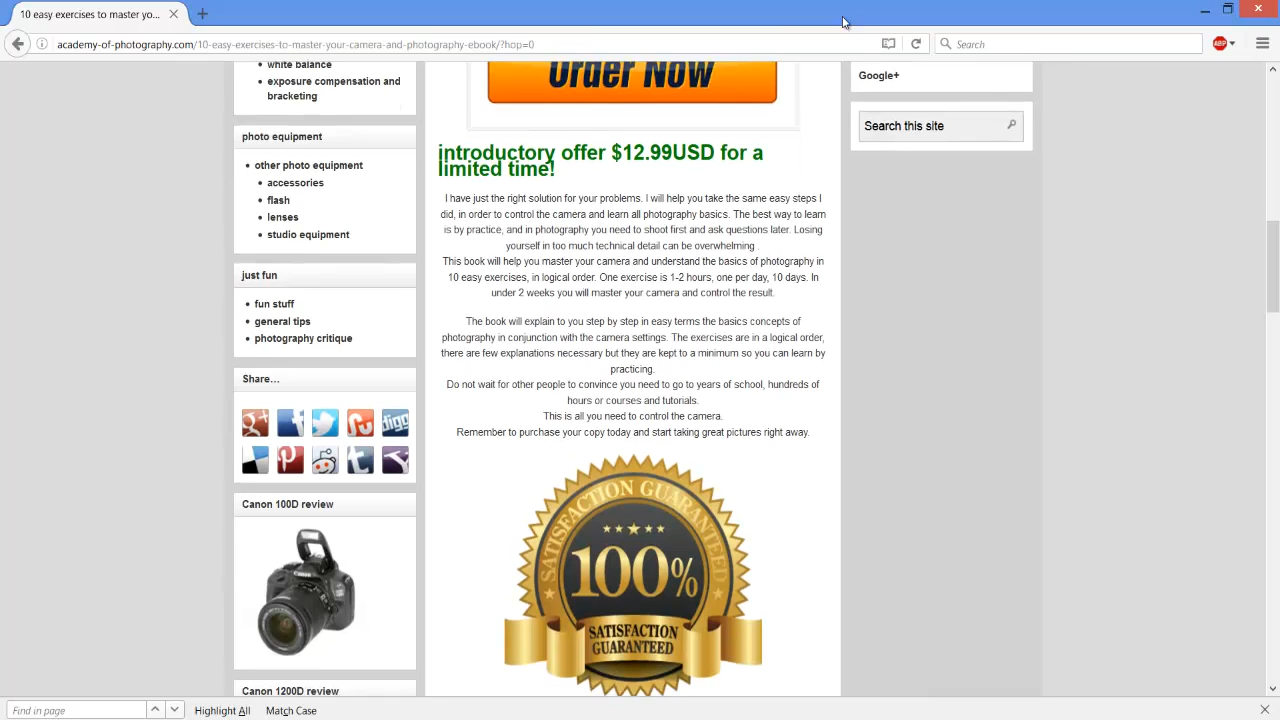 10 easy exercises to master yo...
academy-of-photography.com/10-easy-exercises-to-master-your-camera-and-photography-ebook/?hop=0
Search
ABP
white balance
exposure compensation and
bracketing
photo equipment
other photo equipment
accessories
flash
lenses
studio equipment
just fun
fun stuff
general tips
photography critique
Share...
digg
Canon 100D review
Canon
Canon 1200D review
Order Now
introductory offer $12.99USD for a
limited time!
I have just the right solution for your problems. I will help you take the same easy steps I
did, in order to control the camera and learn all photography basics. The best way to learn
is by practice, and in photography you need to shoot first and ask questions later. Losing
yourself in too much technical detail can be overwhelming .
This book will help you master your camera and understand the basics of photography in
10 easy exercises, in logical order. One exercise is 1-2 hours, one per day, 10 days. In
under 2 weeks you will master your camera and control the result.
The book will explain to you step by step in easy terms the basics concepts of
photography in conjunction with the camera settings. The exercises are in a logical order,
there are few explanations necessary but they are kept to a minimum so you can learn by
practicing.
Do not wait for other people to convince you need to go to years of school, hundreds of
hours or courses and tutorials.
This is all you need to control the camera.
Remember to purchase your copy today and start taking great pictures right away.
SATISFACTION GUARANTEED
100%
SATISFACTION
GUARANTEED
SATISFACTION GUARANTEED
Google+
Search this site
Find in page
Highlight All
Match Case